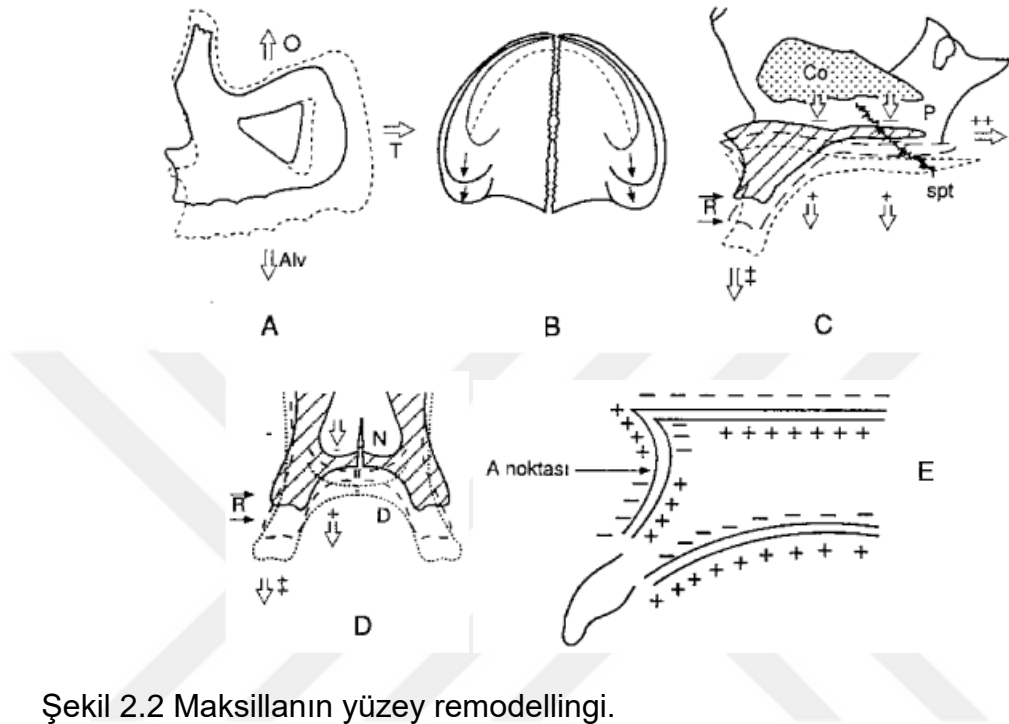 O
T
Alv
A
B
Co
P
++
R
spt
+ +
‡
C
N
R
+
D
‡
D
A noktası
E
Şekil 2.2 Maksillanın yüzey remodellingi.